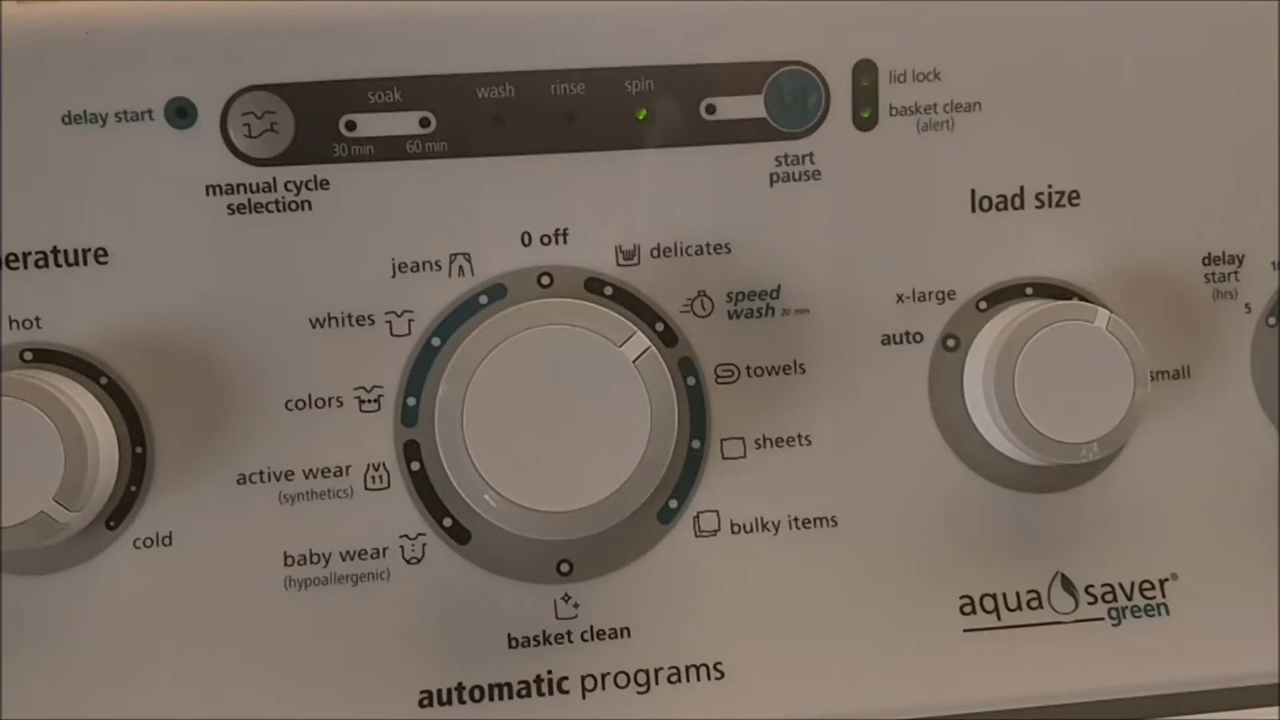 delay start
soak
wash
rinse
spin
30 min
60 min
manual cycle
selection
start
pause
lid lock
basket clean
(alert)
erature
hot
cold
0 off
jeans
whites
colors
active wear
(synthetics)
baby wear
(hypoallergenic)
11
basket clean
delicates
speed
wash 20 min
towels
sheets
bulky items
automatic programs
load size
x-large
auto
small
delay
start
(hrs)
5
aqua saver®
green